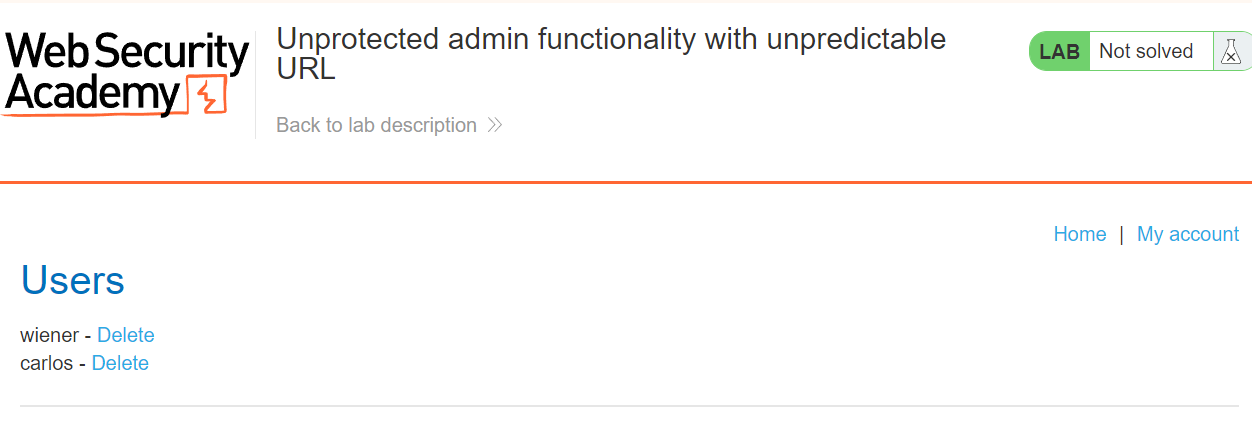 Web Security
Academy
Unprotected admin functionality with unpredictable
URL
Back to lab description
LAB Not solved
Home | My account
Users
wiener - Delete
carlos - Delete